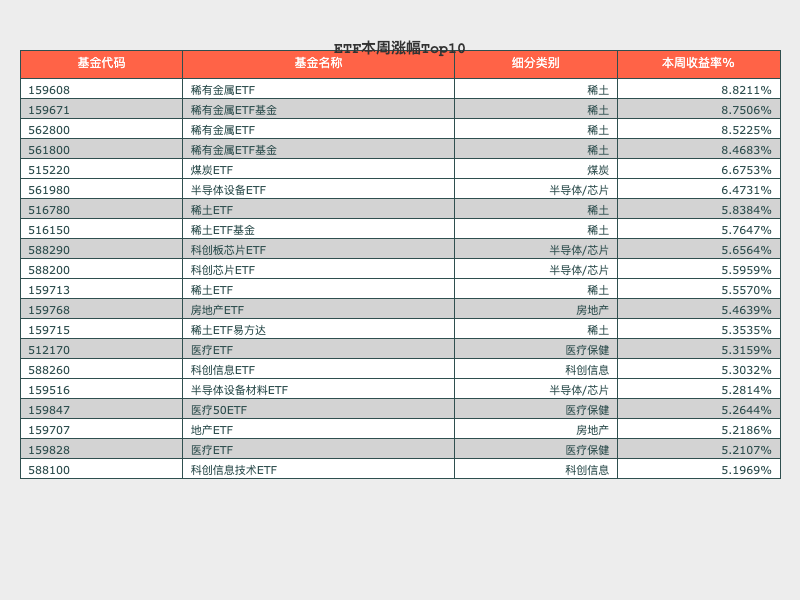 ETF本周涨幅Top10
基金代码 基金名称 细分类别 本周收益率%
159608 稀有金属ETF 稀土 8.8211%
159671 稀有金属ETF基金 稀土 8.7506%
562800 稀有金属ETF 稀土 8.5225%
561800 稀有金属ETF基金 稀土 8.4683%
515220 煤炭ETF 煤炭 6.6753%
561980 半导体设备ETF 半导体/芯片 6.4731%
516780 稀土ETF 稀土 5.8384%
516150 稀土ETF基金 稀土 5.7647%
588290 科创板芯片ETF 半导体/芯片 5.6564%
588200 科创芯片ETF 半导体/芯片 5.5959%
159713 稀土ETF 稀土 5.5570%
159768 房地产ETF 房地产 5.4639%
159715 稀土ETF易方达 稀土 5.3535%
512170 医疗ETF 医疗保健 5.3159%
588260 科创信息ETF 科创信息 5.3032%
159516 半导体设备材料ETF 半导体/芯片 5.2814%
159847 医疗50ETF 医疗保健 5.2644%
159707 地产ETF 房地产 5.2186%
159828 医疗ETF 医疗保健 5.2107%
588100 科创信息技术ETF 科创信息 5.1969%